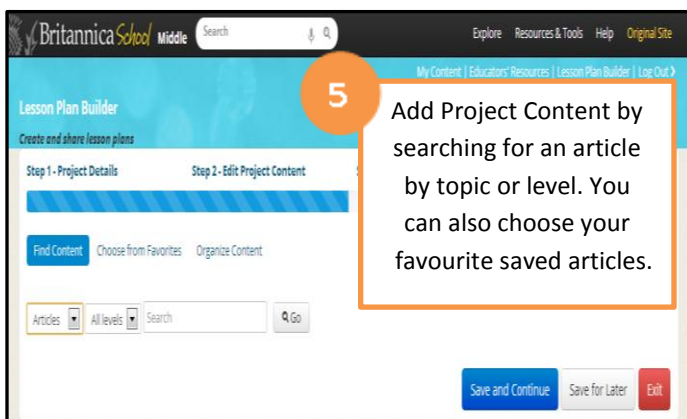 Britannica School Middle Search Explore Resources & Tools Help Original Site
My Content | Educators' Resources | Lesson Plan Builder | Log Out
Lesson Plan Builder
Create and share lesson plans
5
Add Project Content by
searching for an article
by topic or level. You
can also choose your
favourite saved articles.
Step 1 - Project Details Step 2 - Edit Project Content
Find Content Choose from Favorites Organize Content
Articles All levels Search Go
Save and Continue Save for Later Exit